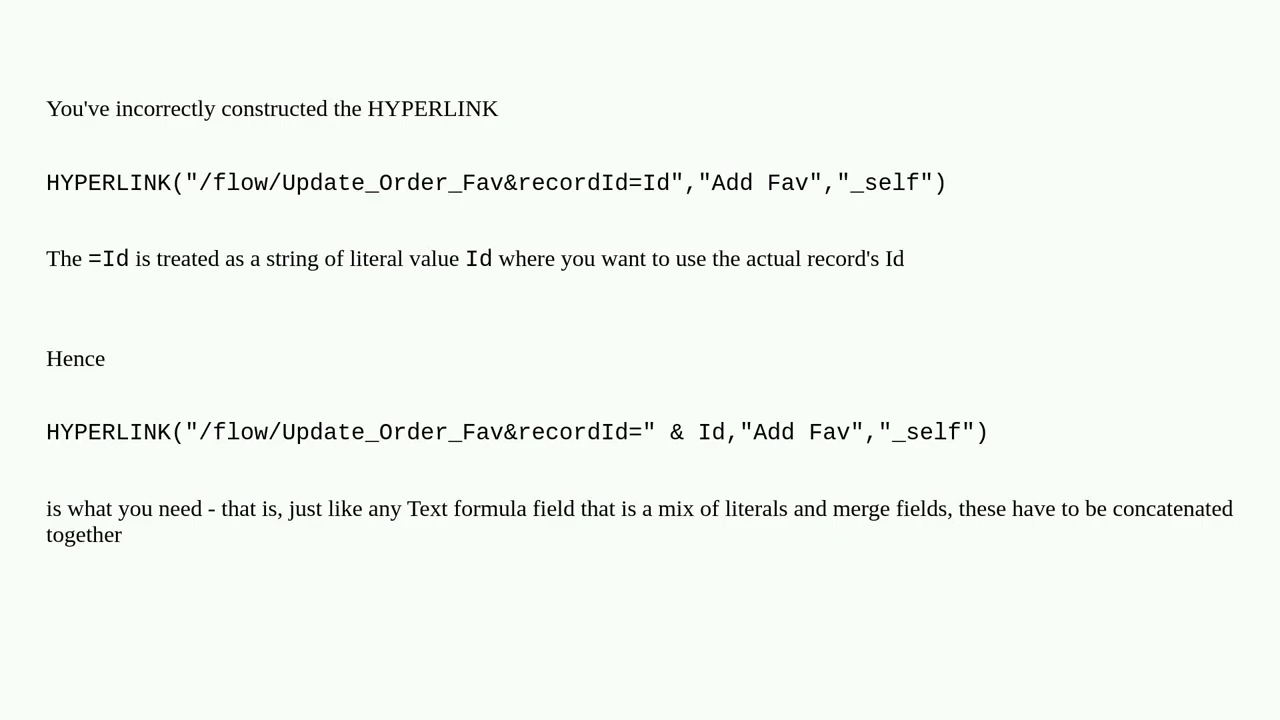 You've incorrectly constructed the HYPERLINK
HYPERLINK("/flow/Update_Order_Fav&recordId=Id","Add Fav","_self")
The =Id is treated as a string of literal value Id where you want to use the actual record's Id
Hence
HYPERLINK("/flow/Update_Order_Fav&recordId=" & Id,"Add Fav","_self")
is what you need - that is, just like any Text formula field that is a mix of literals and merge fields, these have to be concatenated
together